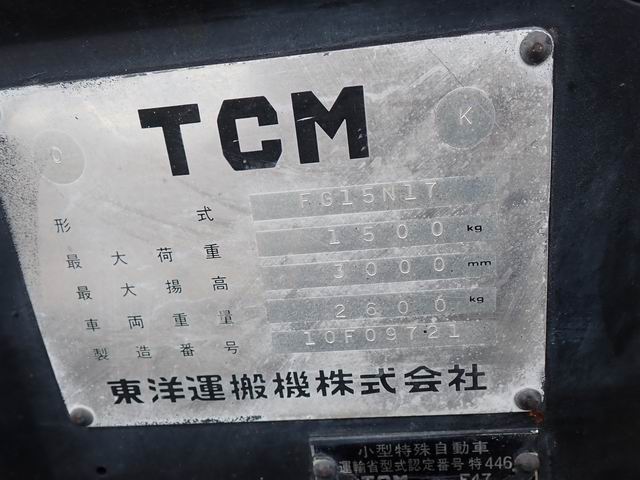 TCM
Q
K
形式 FG15N17
最大荷重 1500 kg
最大揚高 3000 mm
車両重量 2600 kg
製造番号 10F09721
東洋運搬機株式会社
小型特殊自動車
運輸省型式認定番号 特446